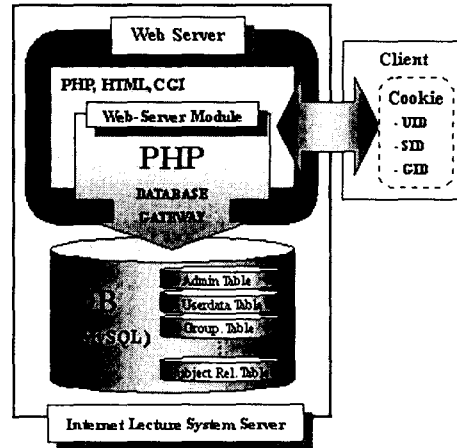 Web Server
PHP, HTML, CGI
Web-Server Module
PHP
DATABASE
GATEWAY
Client
Cookie
- UID
- SID
- GID
Admin Table
Userdata Table
Group. Table
Rel. Table
Internet Lecture System Server